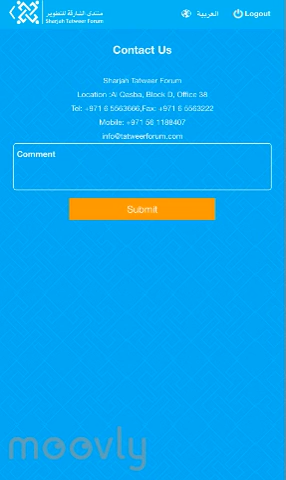 منتدى الشارقة للتطوير
Sharjah Tatweer Forum
العربية
Logout
Contact Us
Sharjah Tatweer Forum
Location :Al Qasba, Block D, Office 38
Tel: +971 6 5563666,Fax: +971 6 5563222
Mobile: +971 56 1188407
info@tatweerforum.com
Comment
Submit
moovly